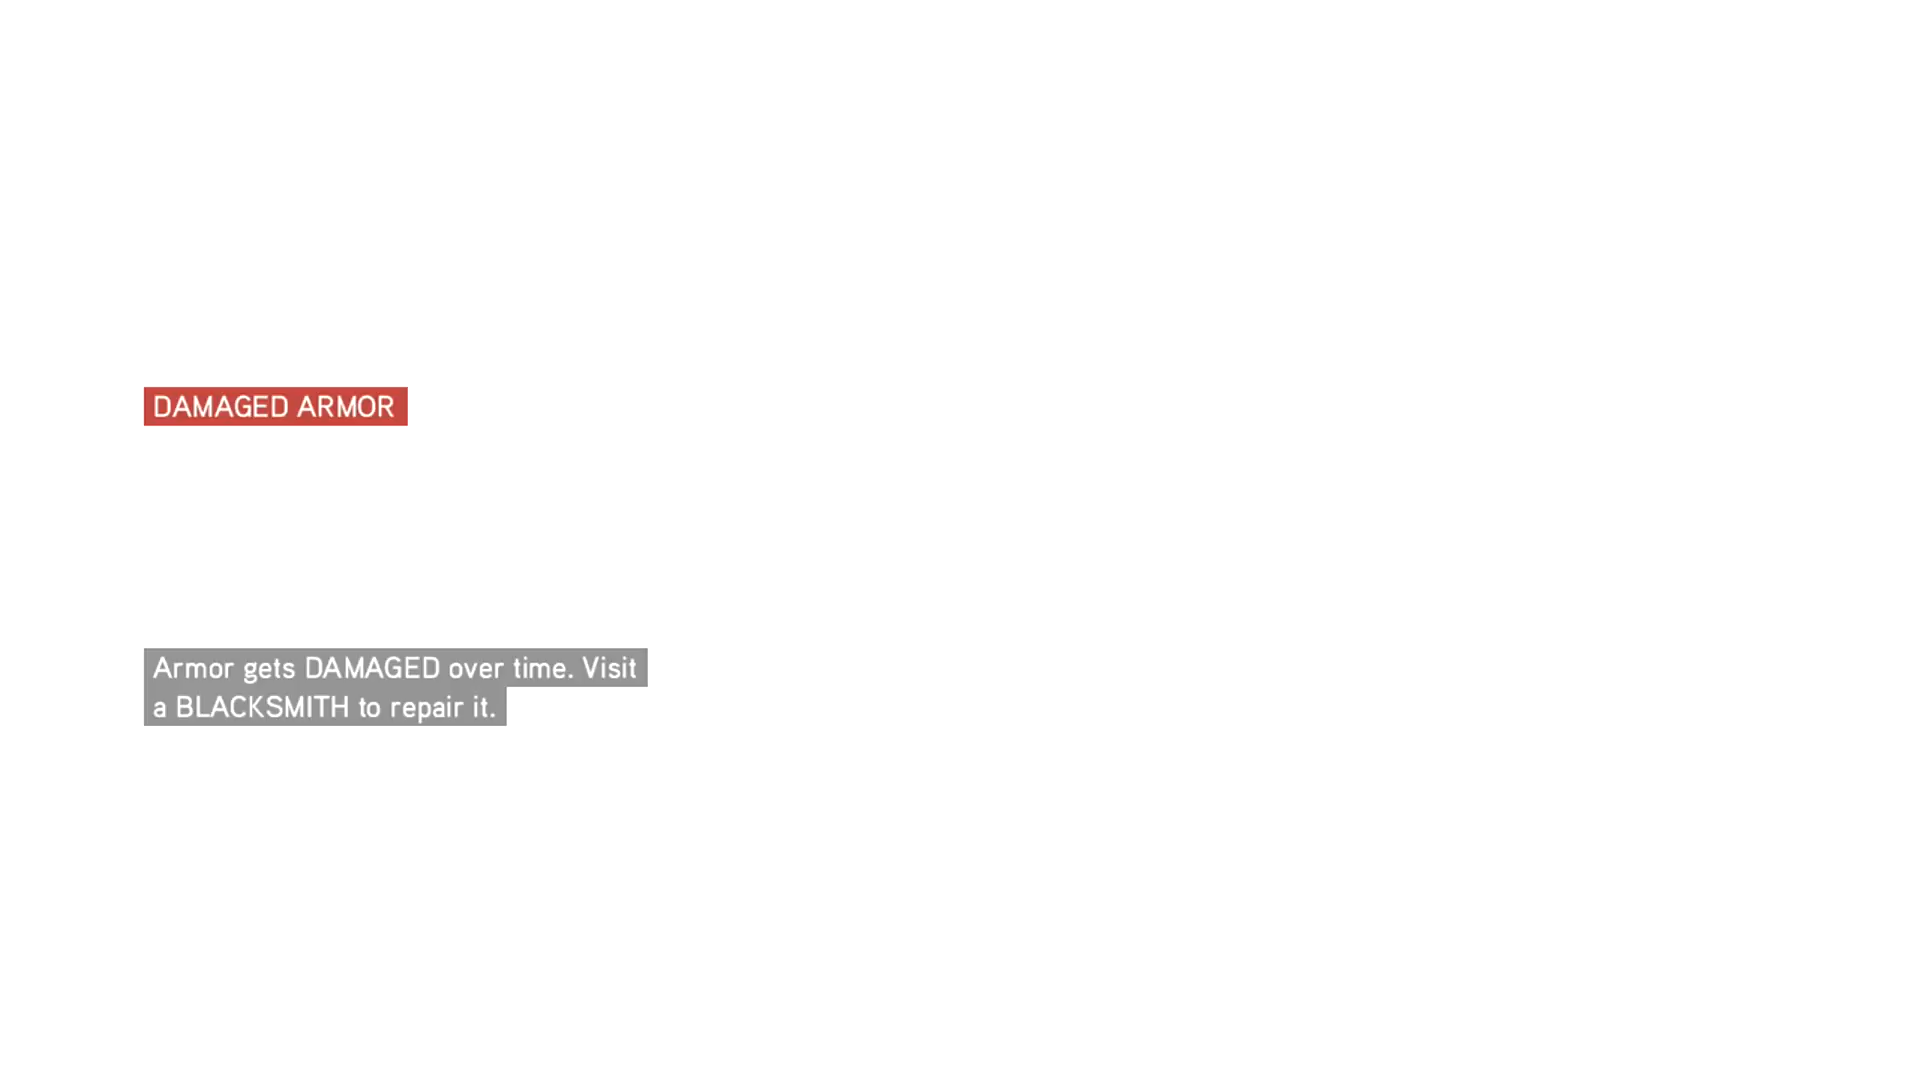 DAMAGED ARMOR
Armor gets DAMAGED over time. Visit
a BLACKSMITH to repair it.